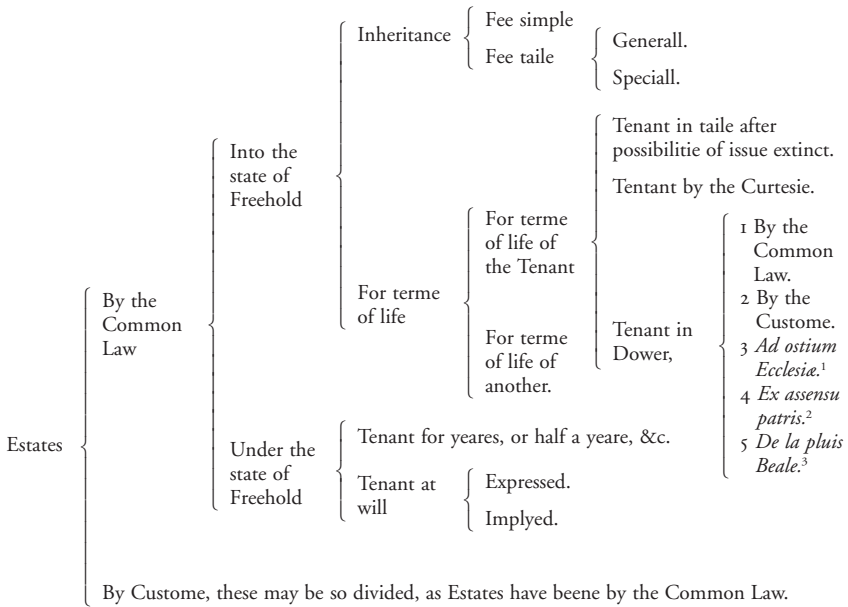 Estates
By the
Common
Law
Into the
state of
Freehold
Inheritance
Fee simple
Fee taile
Generall.
Speciall.
For terme
of life
For terme
of life of
the Tenant
Tenant in taile after
possibilitie of issue extinct.
Tentant by the Curtesie.
Tenant in
Dower,
1 By the
Common
Law.
2 By the
Custome.
3 Ad ostium
Ecclesiæ.¹
4 Ex assensu
patris.²
5 De la pluis
Beale.³
For terme
of life of
another.
Under the
state of
Freehold
Tenant for yeares, or half a yeare, &c.
Tenant at
will
Expressed.
Implyed.
By Custome, these may be so divided, as Estates have beene by the Common Law.